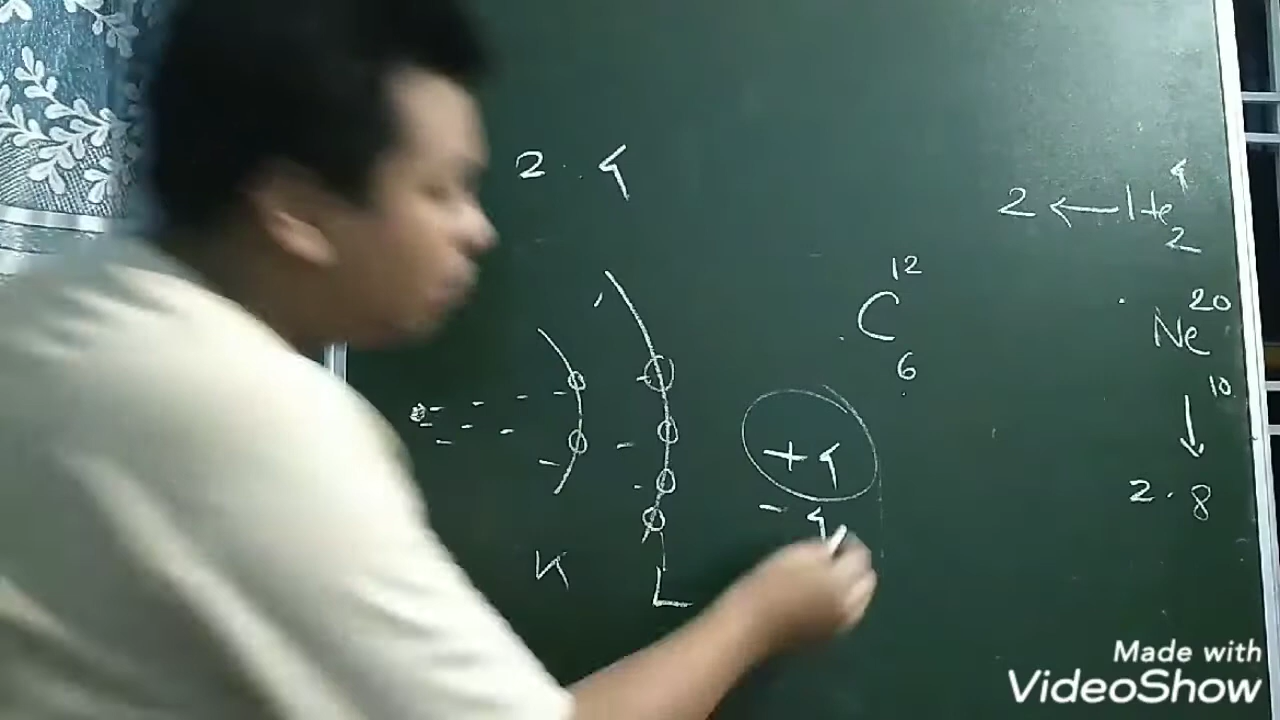 2 . 4
2 ← He 4 2
C 12 6
Ne 20 10
↓
2 . 8
+4
-4
K L
Made with
VideoShow